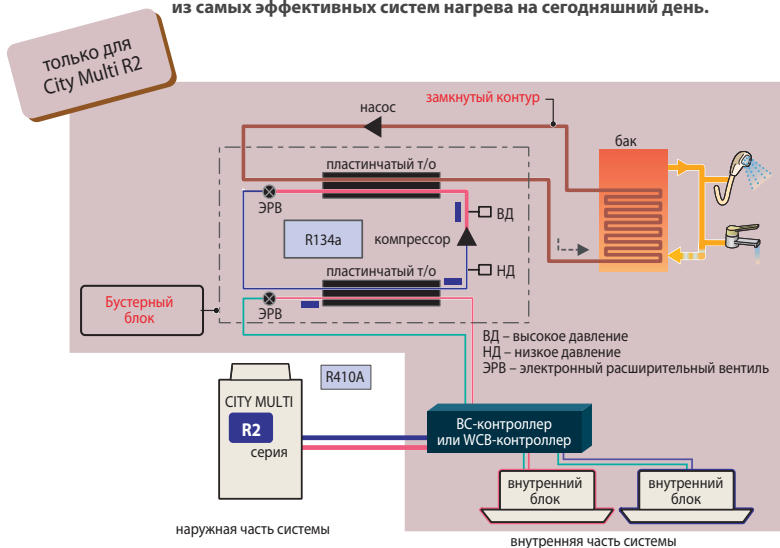 из самых эффективных систем нагрева на сегодняшний день.
только для
City Multi R2
насос
замкнутый контур
бак
пластинчатый т/о
ЭРВ
ВД
R134a
компрессор
пластинчатый т/о
НД
ЭРВ
Бустерный
блок
ВД – высокое давление
НД – низкое давление
ЭРВ – электронный расширительный вентиль
R410A
CITY MULTI
R2
серия
BC-контроллер
или WCB-контроллер
внутренний
блок
внутренний
блок
наружная часть системы
внутренняя часть системы